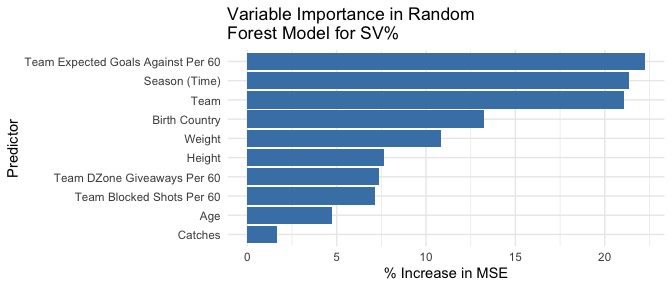 Variable Importance in Random
Forest Model for SV%
Predictor
Team Expected Goals Against Per 60
Season (Time)
Team
Birth Country
Weight
Height
Team DZone Giveaways Per 60
Team Blocked Shots Per 60
Age
Catches
0 5 10 15 20
% Increase in MSE